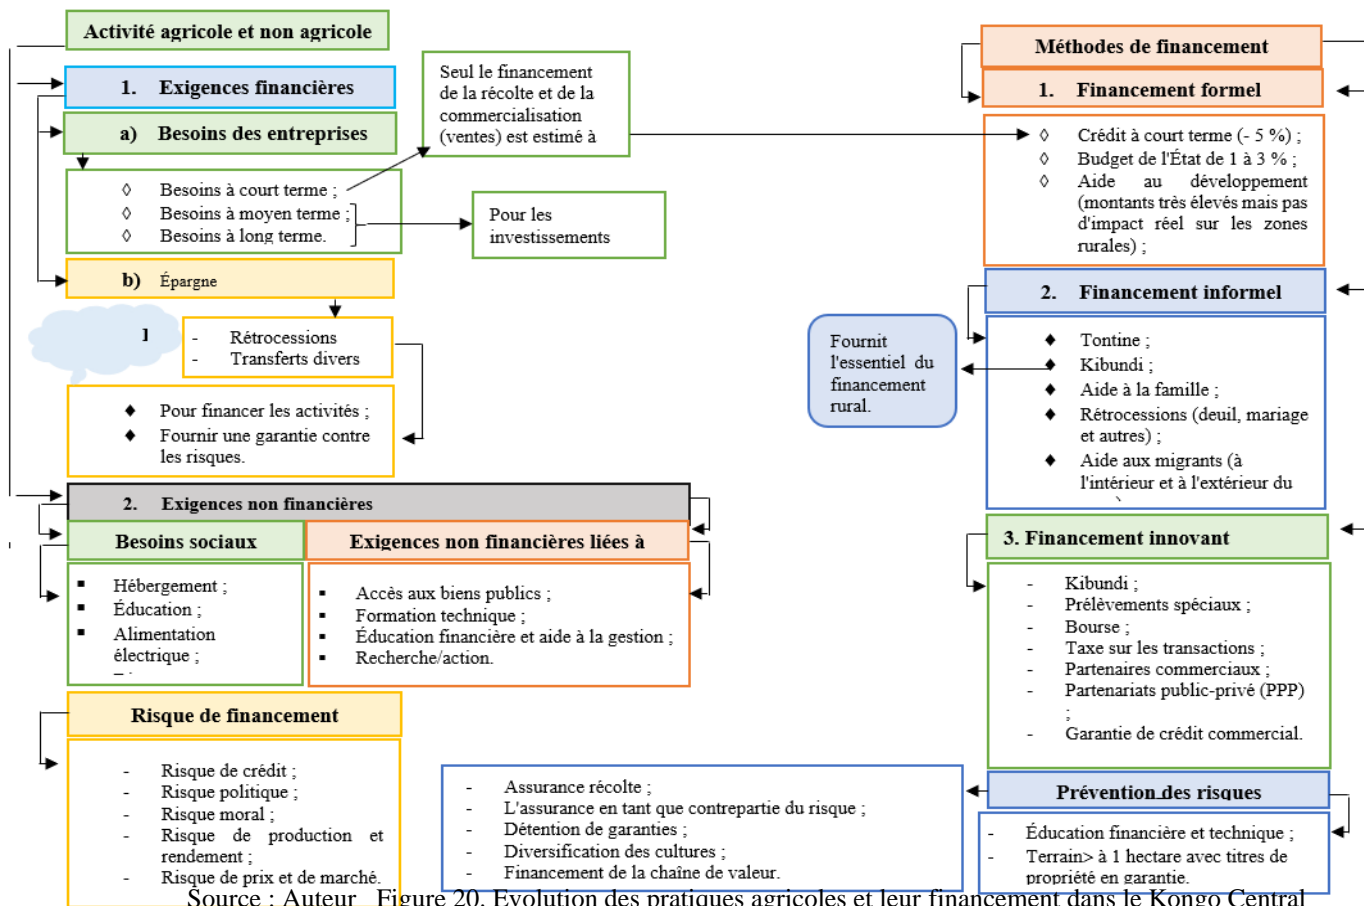 Activité agricole et non agricole
1. Exigences financières
a) Besoins des entreprises
◊ Besoins à court terme ;
◊ Besoins à moyen terme ;
◊ Besoins à long terme.
Seul le financement
de la récolte et de la
commercialisation
(ventes) est estimé à
Pour les
investissements
b) Épargne
- Rétrocessions
- Transferts divers
♦ Pour financer les activités ;
♦ Fournir une garantie contre
les risques.
2. Exigences non financières
Besoins sociaux
▪ Hébergement ;
▪ Éducation ;
▪ Alimentation
électrique ;
Exigences non financières liées à
▪ Accès aux biens publics ;
▪ Formation technique ;
▪ Éducation financière et aide à la gestion ;
▪ Recherche/action.
Risque de financement
- Risque de crédit ;
- Risque politique ;
- Risque moral ;
- Risque de production et
rendement ;
- Risque de prix et de marché.
Méthodes de financement
1. Financement formel
◊ Crédit à court terme (- 5 %) ;
◊ Budget de l'État de 1 à 3 % ;
◊ Aide au développement
(montants très élevés mais pas
d'impact réel sur les zones
rurales) ;
2. Financement informel
♦ Tontine ;
♦ Kibundi ;
♦ Aide à la famille ;
♦ Rétrocessions (deuil, mariage
et autres) ;
♦ Aide aux migrants (à
l'intérieur et à l'extérieur du
Fournit
l'essentiel du
financement
rural.
3. Financement innovant
- Kibundi ;
- Prélèvements spéciaux ;
- Bourse ;
- Taxe sur les transactions ;
- Partenaires commerciaux ;
- Partenariats public-privé (PPP)
;
- Garantie de crédit commercial.
Prévention des risques
- Éducation financière et technique ;
- Terrain> à 1 hectare avec titres de
propriété en garantie.
- Assurance récolte ;
- L'assurance en tant que contrepartie du risque ;
- Détention de garanties ;
- Diversification des cultures ;
- Financement de la chaîne de valeur.
Source : Auteur Figure 20. Evolution des pratiques agricoles et leur financement dans le Kongo Central